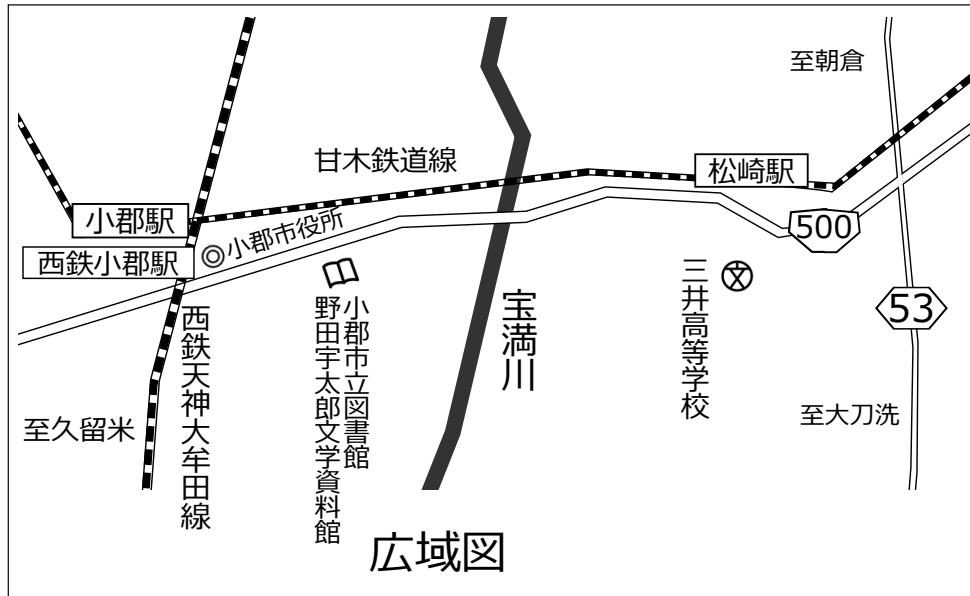 至朝倉
甘木鉄道線
松崎駅
小郡駅
小郡市役所
500
西鉄小郡駅
三井高等学校
53
宝満川
小郡市立図書館
野田宇太郎文学資料館
西鉄天神大牟田線
至久留米
至大刀洗
広域図